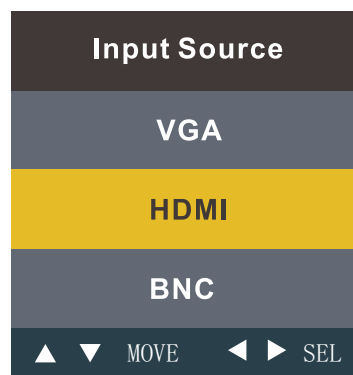 Input Source
VGA
HDMI
BNC
▲ ▼ MOVE ◀ ▶ SEL